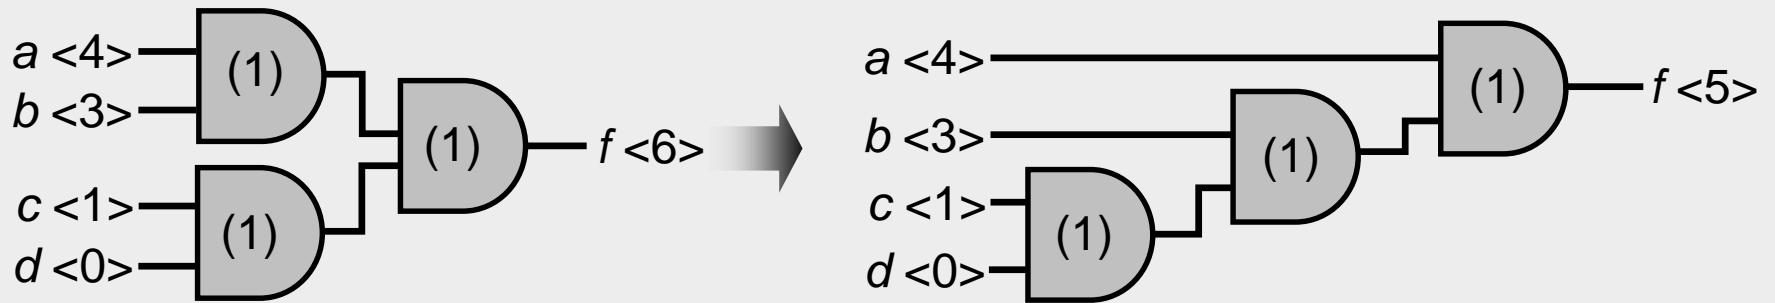 a <4>
b <3>
c <1>
d <0>
(1)
(1)
(1)
f <6>
a <4>
b <3>
c <1>
d <0>
(1)
(1)
(1)
f <5>